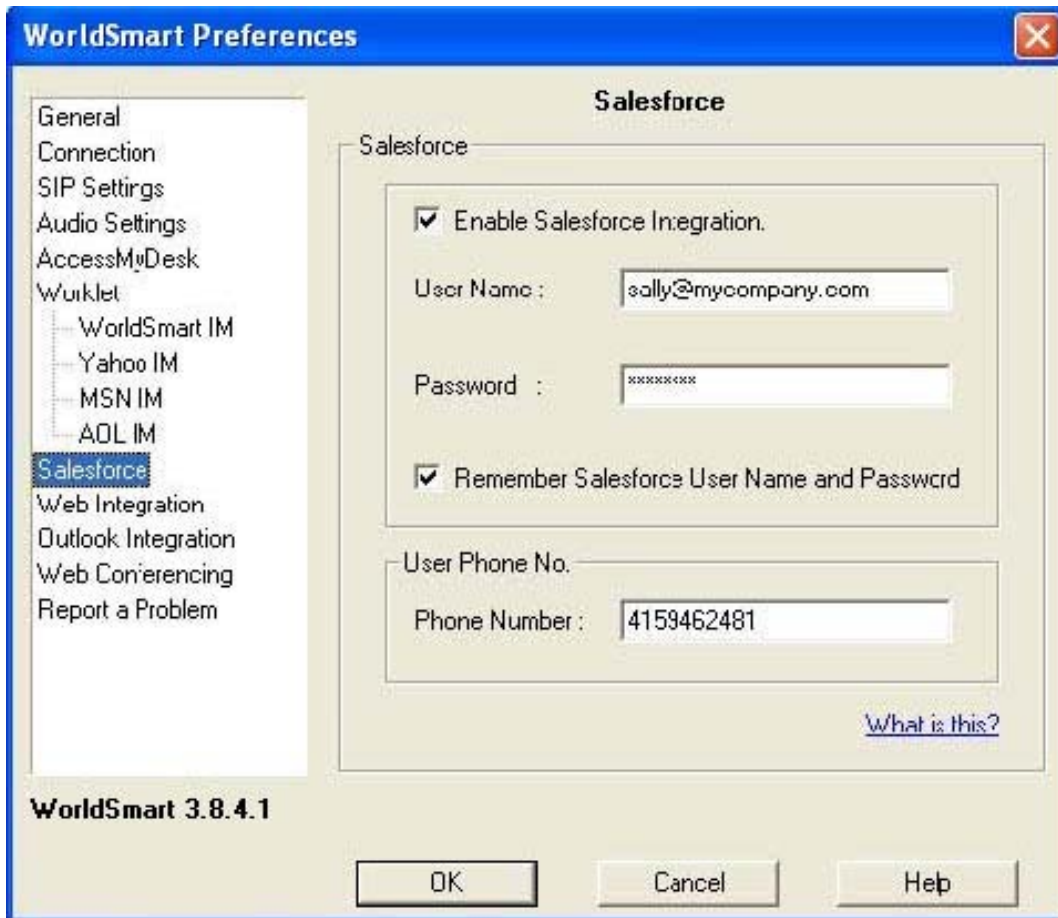 WorldSmart Preferences
General
Connection
SIP Settings
Audio Settings
AccessMyDesk
Worklet
WorldSmart IM
Yahoo IM
MSN IM
AOL IM
Salesforce
Web Integration
Outlook Integration
Web Conferencing
Report a Problem
WorldSmart 3.8.4.1
Salesforce
Salesforce
Enable Salesforce Integration.
User Name : sally@mycompany.com
Password : ********
Remember Salesforce User Name and Password
User Phone No.
Phone Number : 4159462481
What is this?
OK Cancel Help